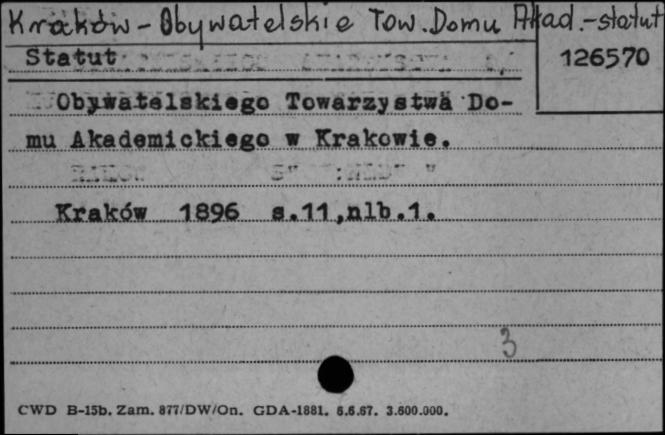 Kraków - Obywatelskie Tow. Domu Akad. - statut
Statut
126570
Obywatelskiego Towarzystwa Do-
mu Akademickiego w Krakowie.
Kraków 1896 s.11,nlb.1.
3
CWD B-15b. Zam. 877/DW/On. GDA-1881. 6.6.67. 3.600.000.